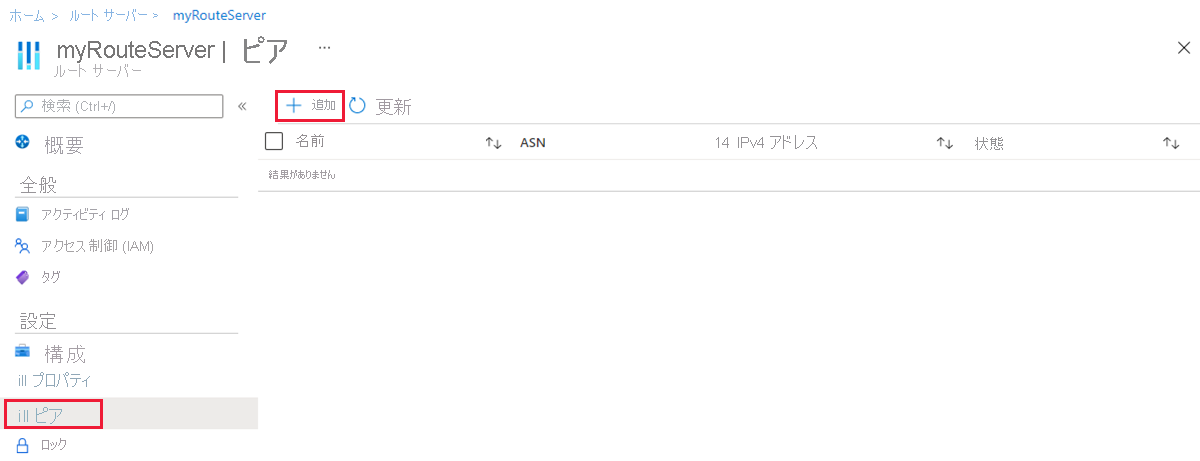 ホーム > ルート サーバー > myRouteServer
myRouteServer | ピア ...
ルート サーバー
検索 (Ctrl+/) «
+ 追加 更新
概要
名前 ↑↓ ASN 14 IPv4 アドレス ↑↓ 状態 ↑↓
結果がありません
全般
アクティビティ ログ
アクセス制御 (IAM)
タグ
設定
構成
ill プロパティ
ill ピア
ロック